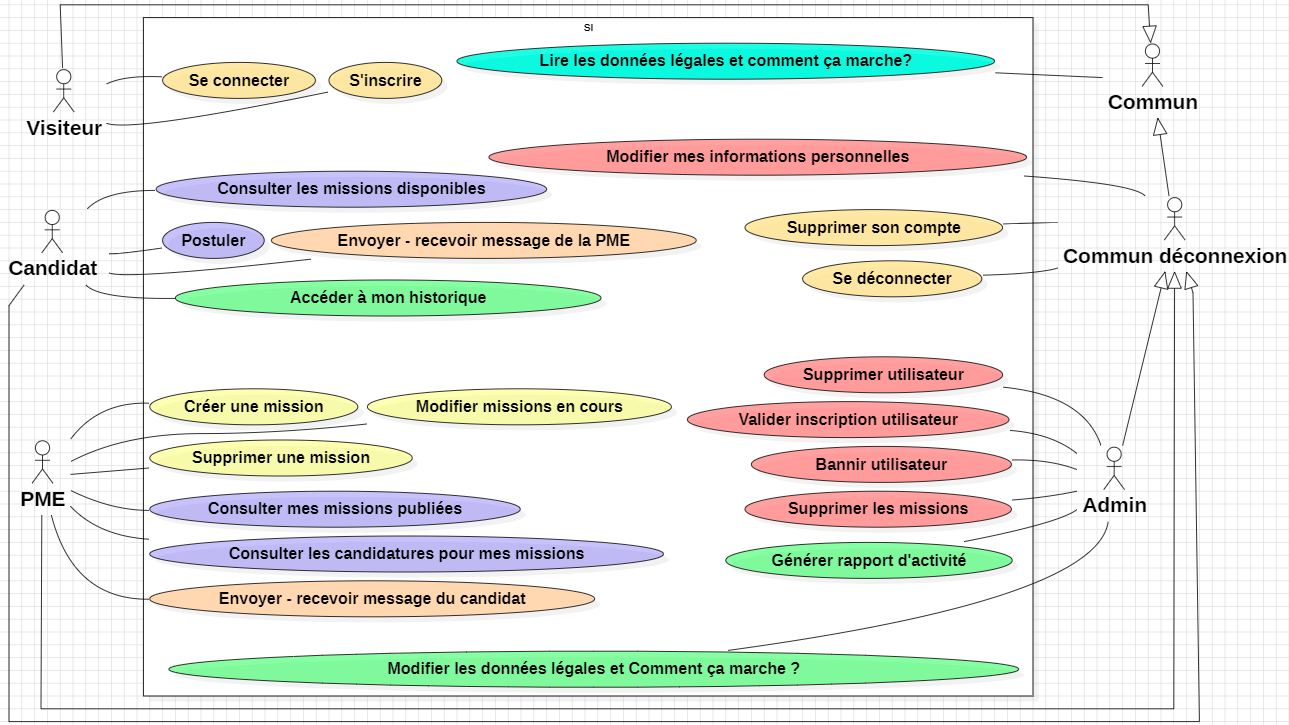 SI
Lire les données légales et comment ça marche?
Se connecter
S'inscrire
Commun
Visiteur
Modifier mes informations personnelles
Consulter les missions disponibles
Supprimer son compte
Postuler
Envoyer - recevoir message de la PME
Commun déconnexion
Candidat
Se déconnecter
Accéder à mon historique
Supprimer utilisateur
Créer une mission
Modifier missions en cours
Valider inscription utilisateur
Supprimer une mission
Bannir utilisateur
PME
Admin
Consulter mes missions publiées
Supprimer les missions
Consulter les candidatures pour mes missions
Générer rapport d'activité
Envoyer - recevoir message du candidat
Modifier les données légales et Comment ça marche ?